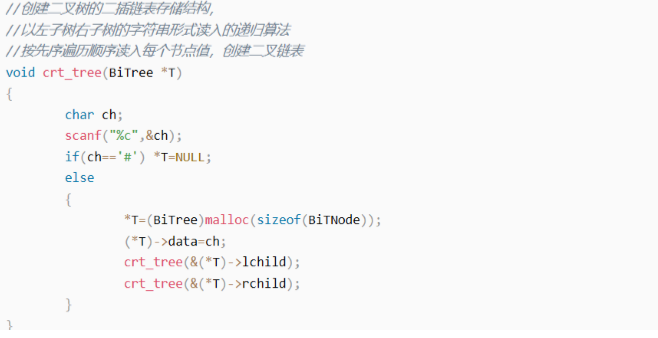 //创建二叉树的二插链表存储结构，
//以左子树右子树的字符串形式读入的递归算法
//按先序遍历顺序读入每个节点值，创建二叉链表
void crt_tree(BiTree *T)
{
        char ch;
        scanf("%c",&ch);
        if(ch=='#') *T=NULL;
        else
        {
                *T=(BiTree)malloc(sizeof(BiTNode));
                (*T)->data=ch;
                crt_tree(&(*T)->lchild);
                crt_tree(&(*T)->rchild);
        }
}